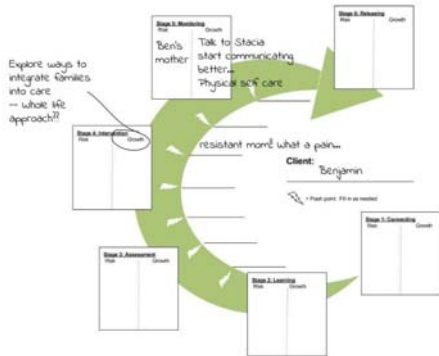 Stage 5: Monitoring
Risk Growth
Ben's
mother
Talk to Stacia
start communicating
better...
Physical self care
Stage 6: Releasing
Risk Growth
Explore ways to
integrate families
into care
-- Whole life
approach!!
Stage 4: Intervention
Risk Growth
resistant mom!! what a pain...
Client:
Benjamin
= Flash point: Fill in as needed
Stage 3: Assessment
Risk Growth
Stage 2: Learning
Risk Growth
Stage 1: Connecting
Risk Growth